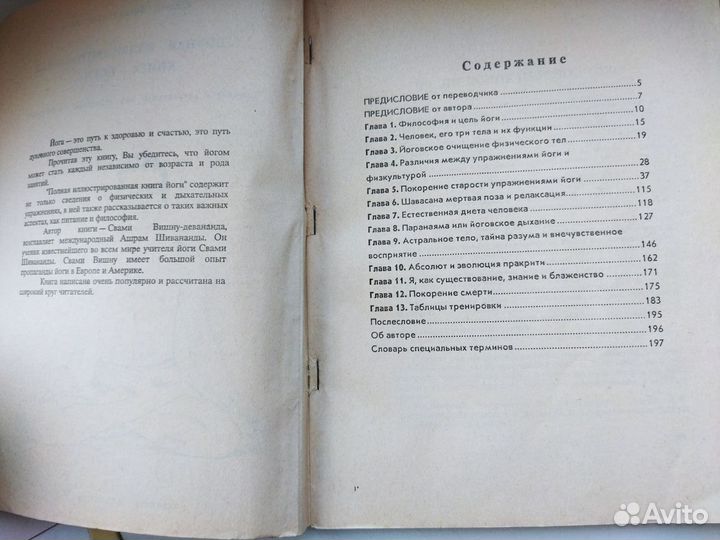 Йога — это путь к здоровью и счастью, это путь
духовного совершенства.
Прочитав эту книгу, Вы убедитесь, что йогом
может стать каждый независимо от возраста и рода
занятий.
"Полная иллюстрированная книга йоги" содержит
не только сведения о физических и дыхательных
упражнениях, в ней также рассказывается о таких важных
аспектах, как питание и философия.
Автор книги — Свами Вишну-девананда,
возглавляет международный Ашрам Шивананды. Он
ученик известнейшего во всем мире учителя йоги Свами
Шивананды. Свами Вишну имеет большой опыт
пропаганды йоги в Европе и Америке.
Книга написана очень популярно и рассчитана на
широкий круг читателей.
Содержание
ПРЕДИСЛОВИЕ от переводчика 5
ПРЕДИСЛОВИЕ от автора 7
Глава 1. Философия и цель йоги 10
Глава 2. Человек, его три тела и их функции 15
Глава 3. Йоговское очищение физического тел 19
Глава 4. Различия между упражнениями йоги и
физкультурой 28
Глава 5. Покорение старости упражнениями йоги 37
Глава 6. Шавасана мертвая поза и релаксация 115
Глава 7. Естественная диета человека 118
Глава 8. Паранаяма или йоговское дыхание 127
Глава 9. Астральное тело, тайна разума и внечувственное
восприятие 146
Глава 10. Абсолют и эволюция пракрити 162
Глава 11. Я, как существование, знание и блаженство 171
Глава 12. Покорение смерти 175
Глава 13. Таблицы тренировки 183
Послесловие 195
Об авторе 196
Словарь специальных терминов 197
1*
Avito